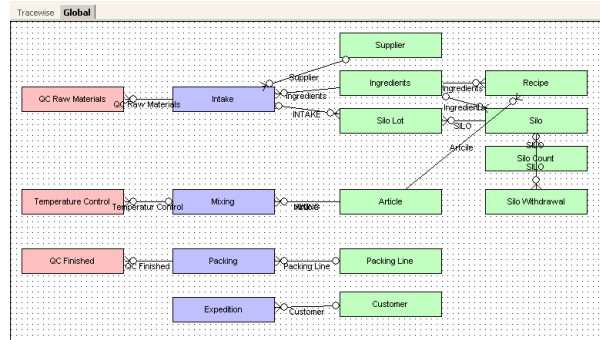 Tracewise Global
Supplier
Supplier
QC Raw Materials
QC Raw Materials
Intake
Ingredients
Ingredients
Ingredients
Recipe
INTAKE
Silo Lot
SILO
Silo
Artcile
SILO
Silo Count
SILO
Temperature Control
Temperatur Control
Mixing
Article
Silo Withdrawal
QC Finished
QC Finished
Packing
Packing Line
Packing Line
Expedition
Customer
Customer